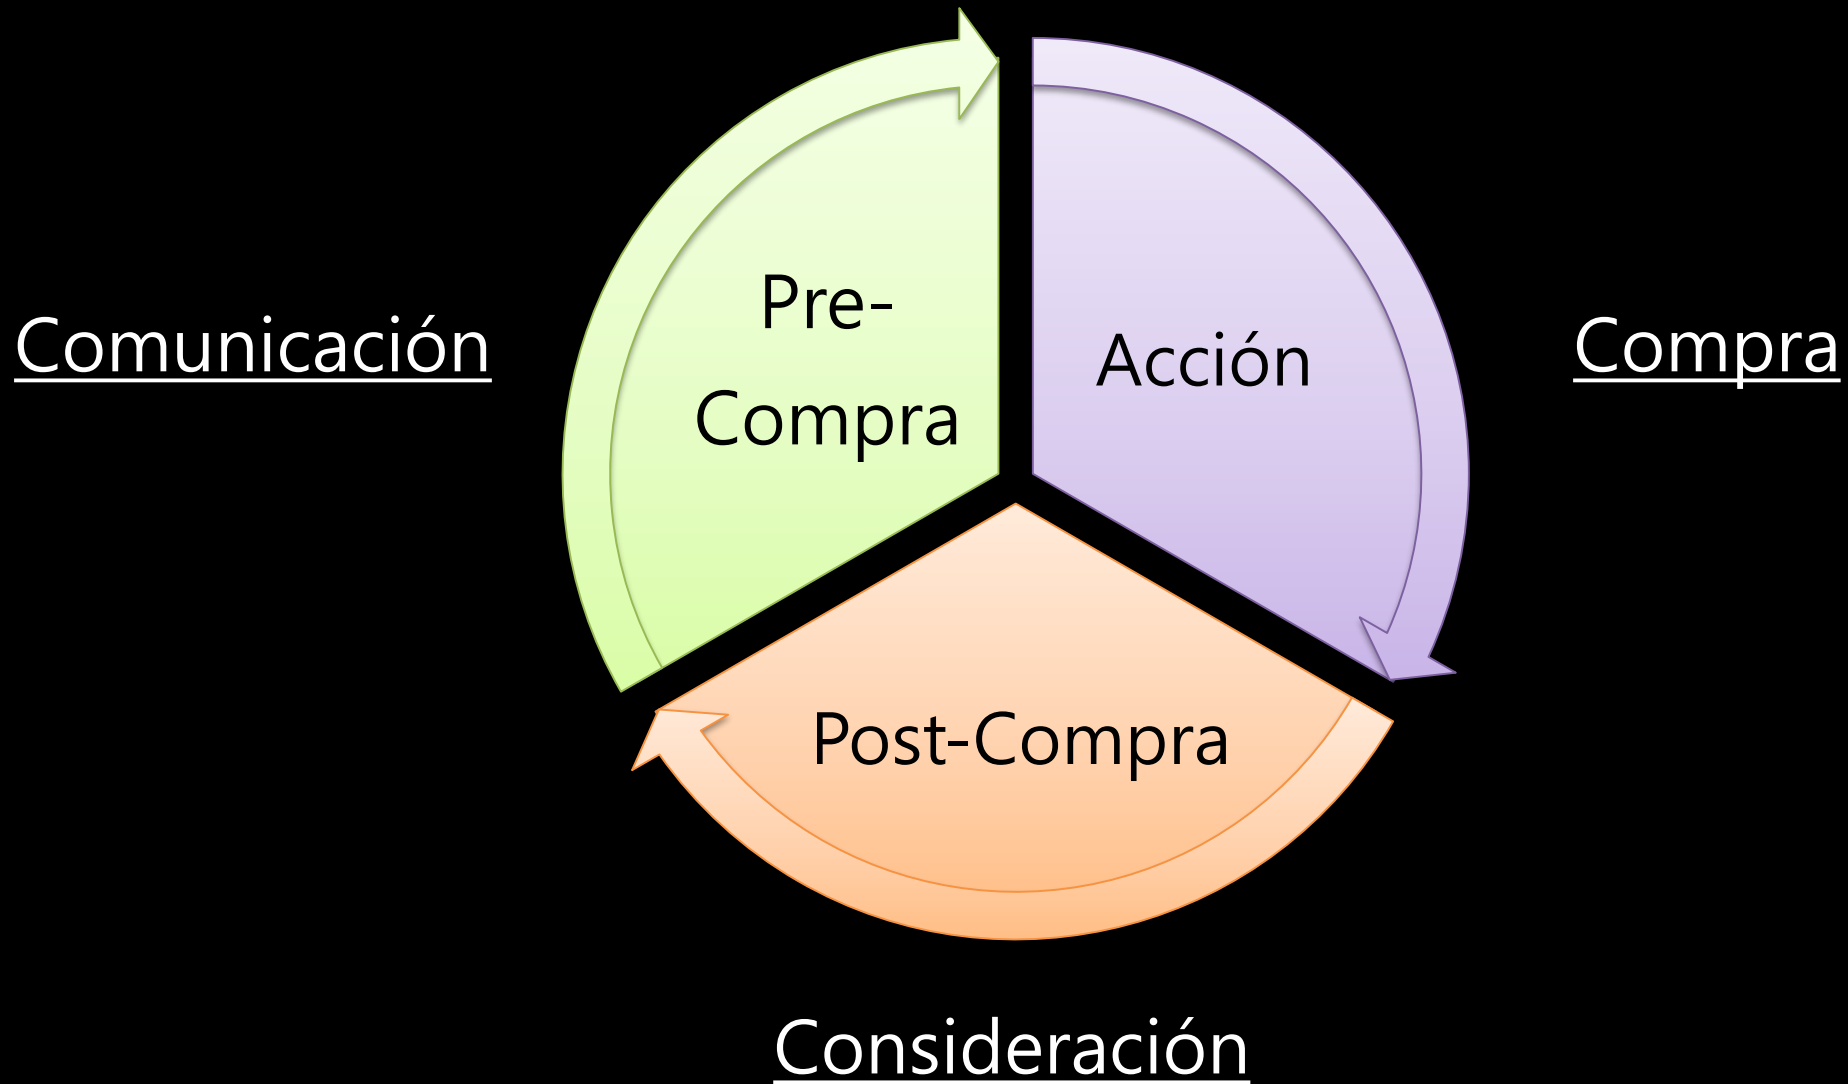 Pre-
Compra
Acción
Comunicación
Compra
Post-Compra
Consideración